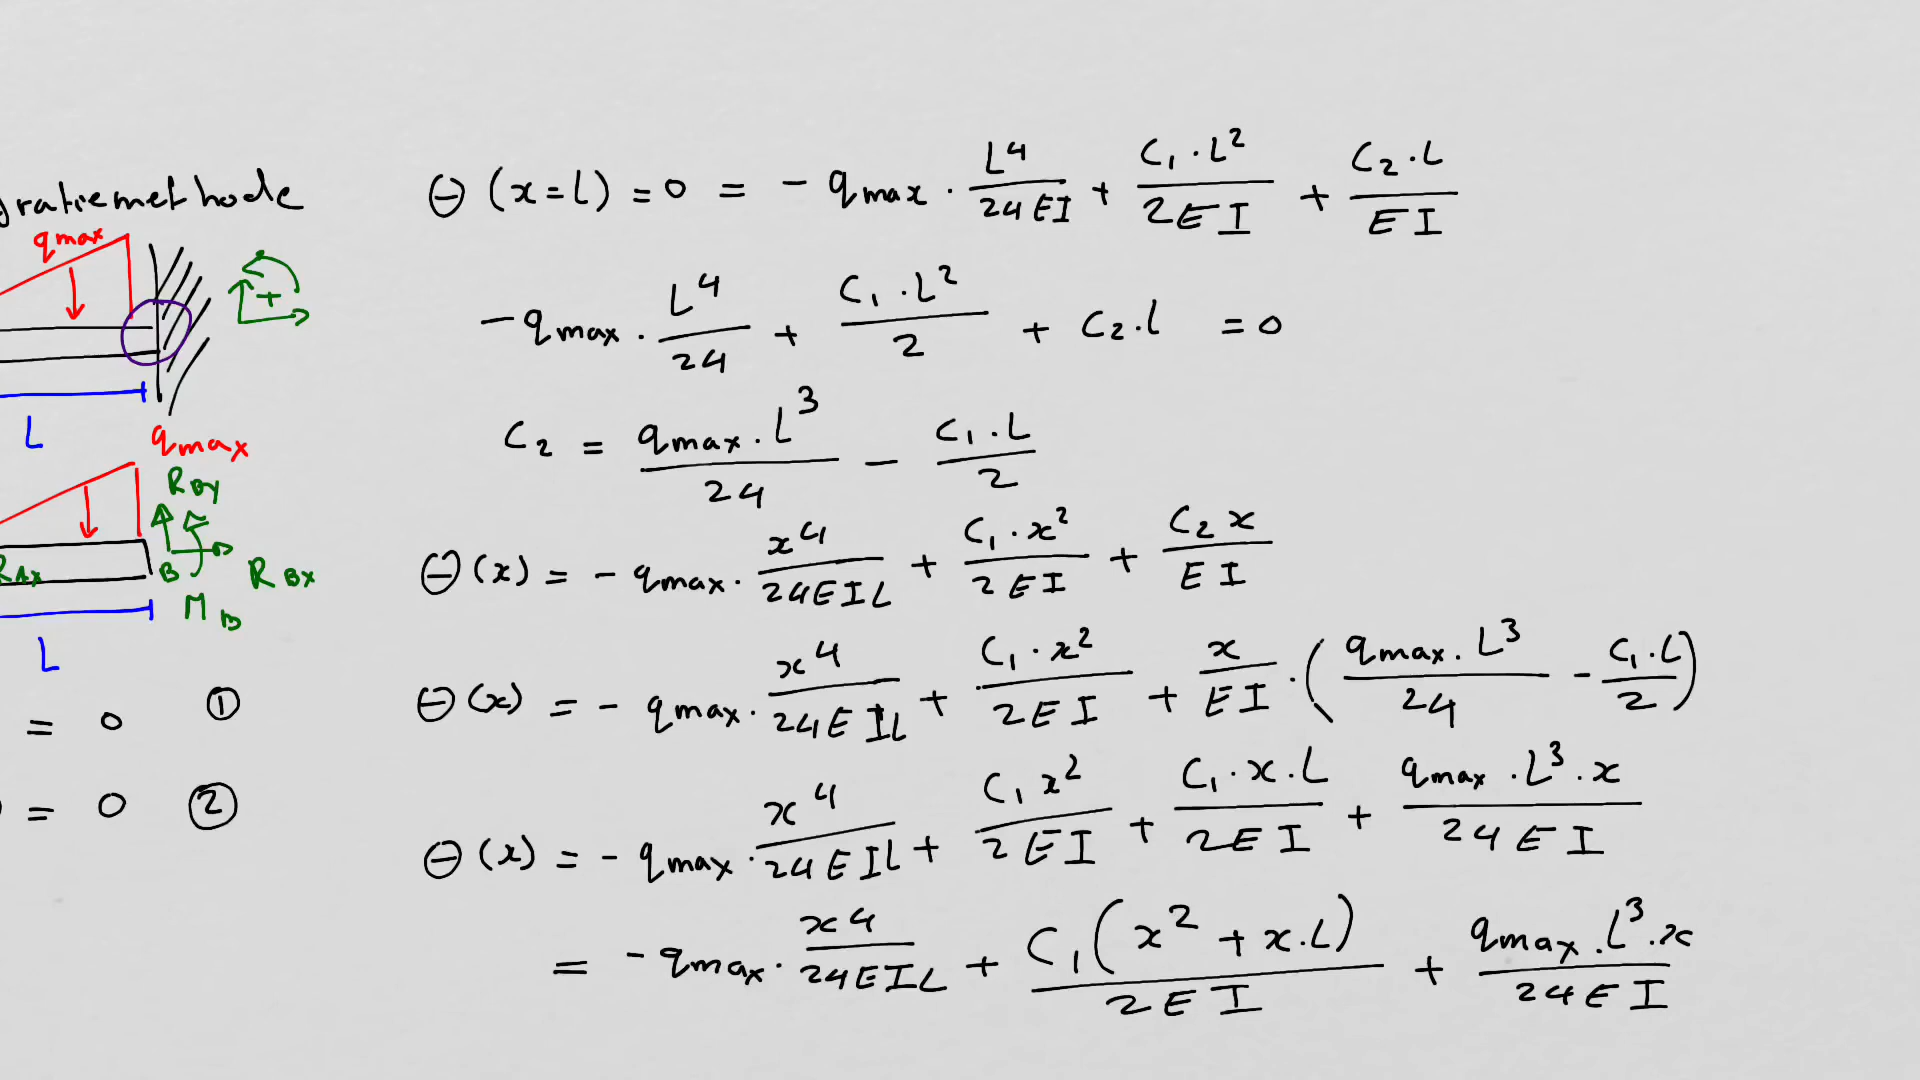 ratiemethode
qmax
+
L
qmax
RBy
RAx B RBx
MB
L
= 0 ①
= 0 ②
Θ(x=L) = 0 = - qmax · L⁴/24EI + C₁·L²/2EI + C₂·L/EI
-qmax · L⁴/24 + C₁·L²/2 + C₂·L = 0
C₂ = qmax·L³/24 - C₁·L/2
Θ(x) = - qmax · x⁴/24EIL + C₁·x²/2EI + C₂x/EI
Θ(x) = - qmax · x⁴/24EIL + C₁·x²/2EI + x/EI · (qmax·L³/24 - C₁·L/2)
Θ(x) = - qmax · x⁴/24EIL + C₁x²/2EI + C₁·x·L/2EI + qmax·L³·x/24EI
= - qmax · x⁴/24EIL + C₁(x² + x·L)/2EI + qmax·L³·x/24EI